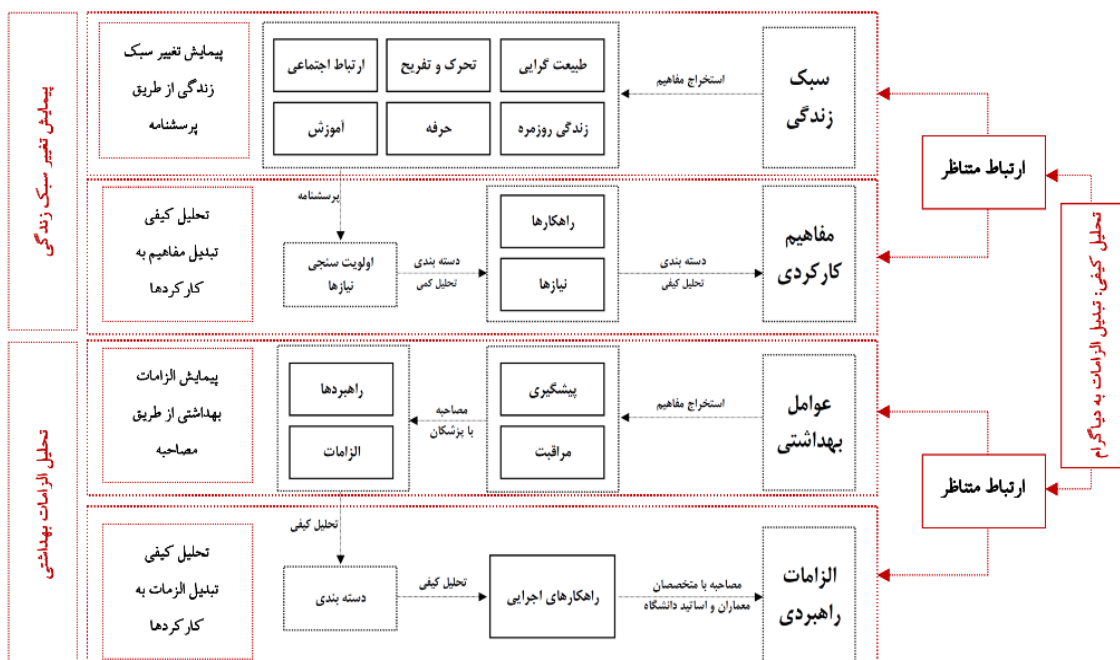 تحلیل کیفی: تبدیل الزامات به دیاگرام
ارتباط متناظر
ارتباط متناظر
سبک
زندگی
استخراج مفاهیم
طبیعت گرایی
تحرک و تفریح
ارتباط اجتماعی
زندگی روزمره
حرفه
آموزش
پیمایش تغییر سبک
زندگی از طریق
پرسشنامه
پیمایش تغییر سبک زندگی
پرسشنامه
مفاهیم
کارکردی
دسته بندی
تحلیل کیفی
راهکارها
نیازها
دسته بندی
تحلیل کمی
اولویت سنجی
نیازها
تحلیل کیفی
تبدیل مفاهیم به
کارکردها
عوامل
بهداشتی
استخراج مفاهیم
پیشگیری
مراقبت
مصاحبه
با پزشکان
راهبردها
الزامات
پیمایش الزامات
بهداشتی از طریق
مصاحبه
تحلیل الزامات بهداشتی
تحلیل کیفی
الزامات
راهبردی
مصاحبه با متخصصان
معماران و اساتید دانشگاه
راهکارهای اجرایی
تحلیل کیفی
دسته بندی
تحلیل کیفی
تبدیل الزمات به
کارکردها